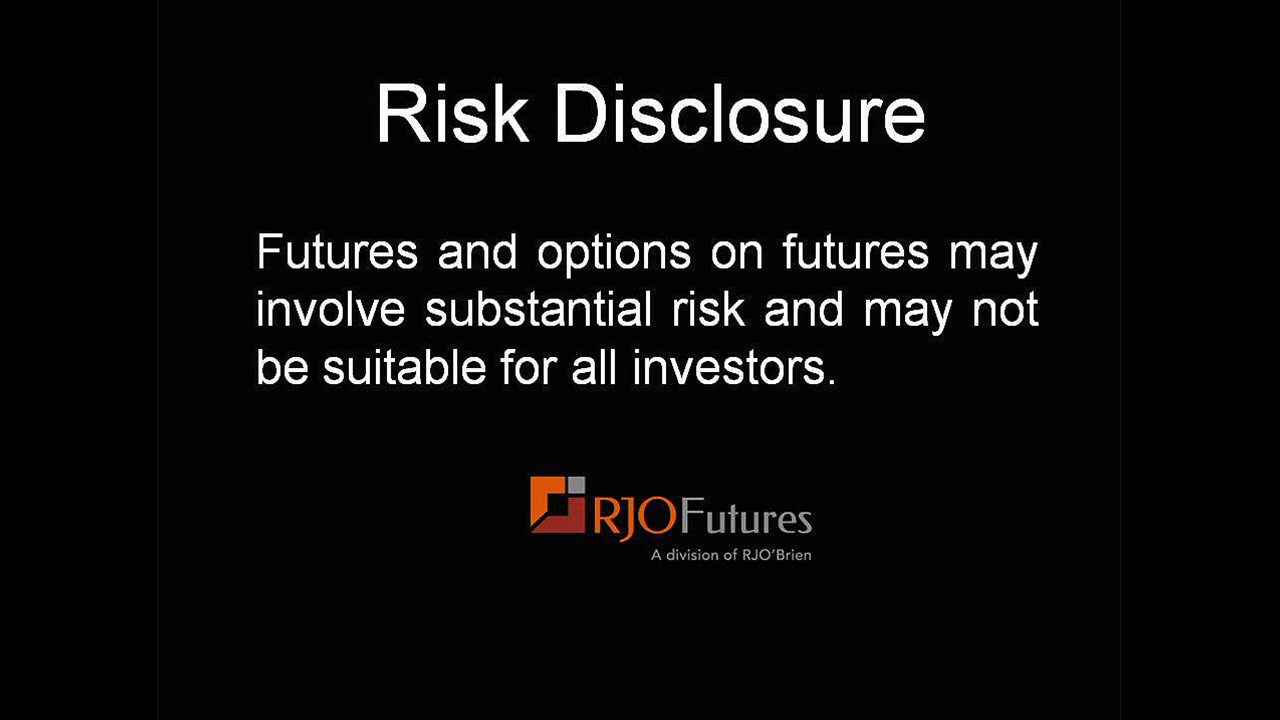 Risk Disclosure
Futures and options on futures may
involve substantial risk and may not
be suitable for all investors.
RJOFutures
A division of RJO'Brien